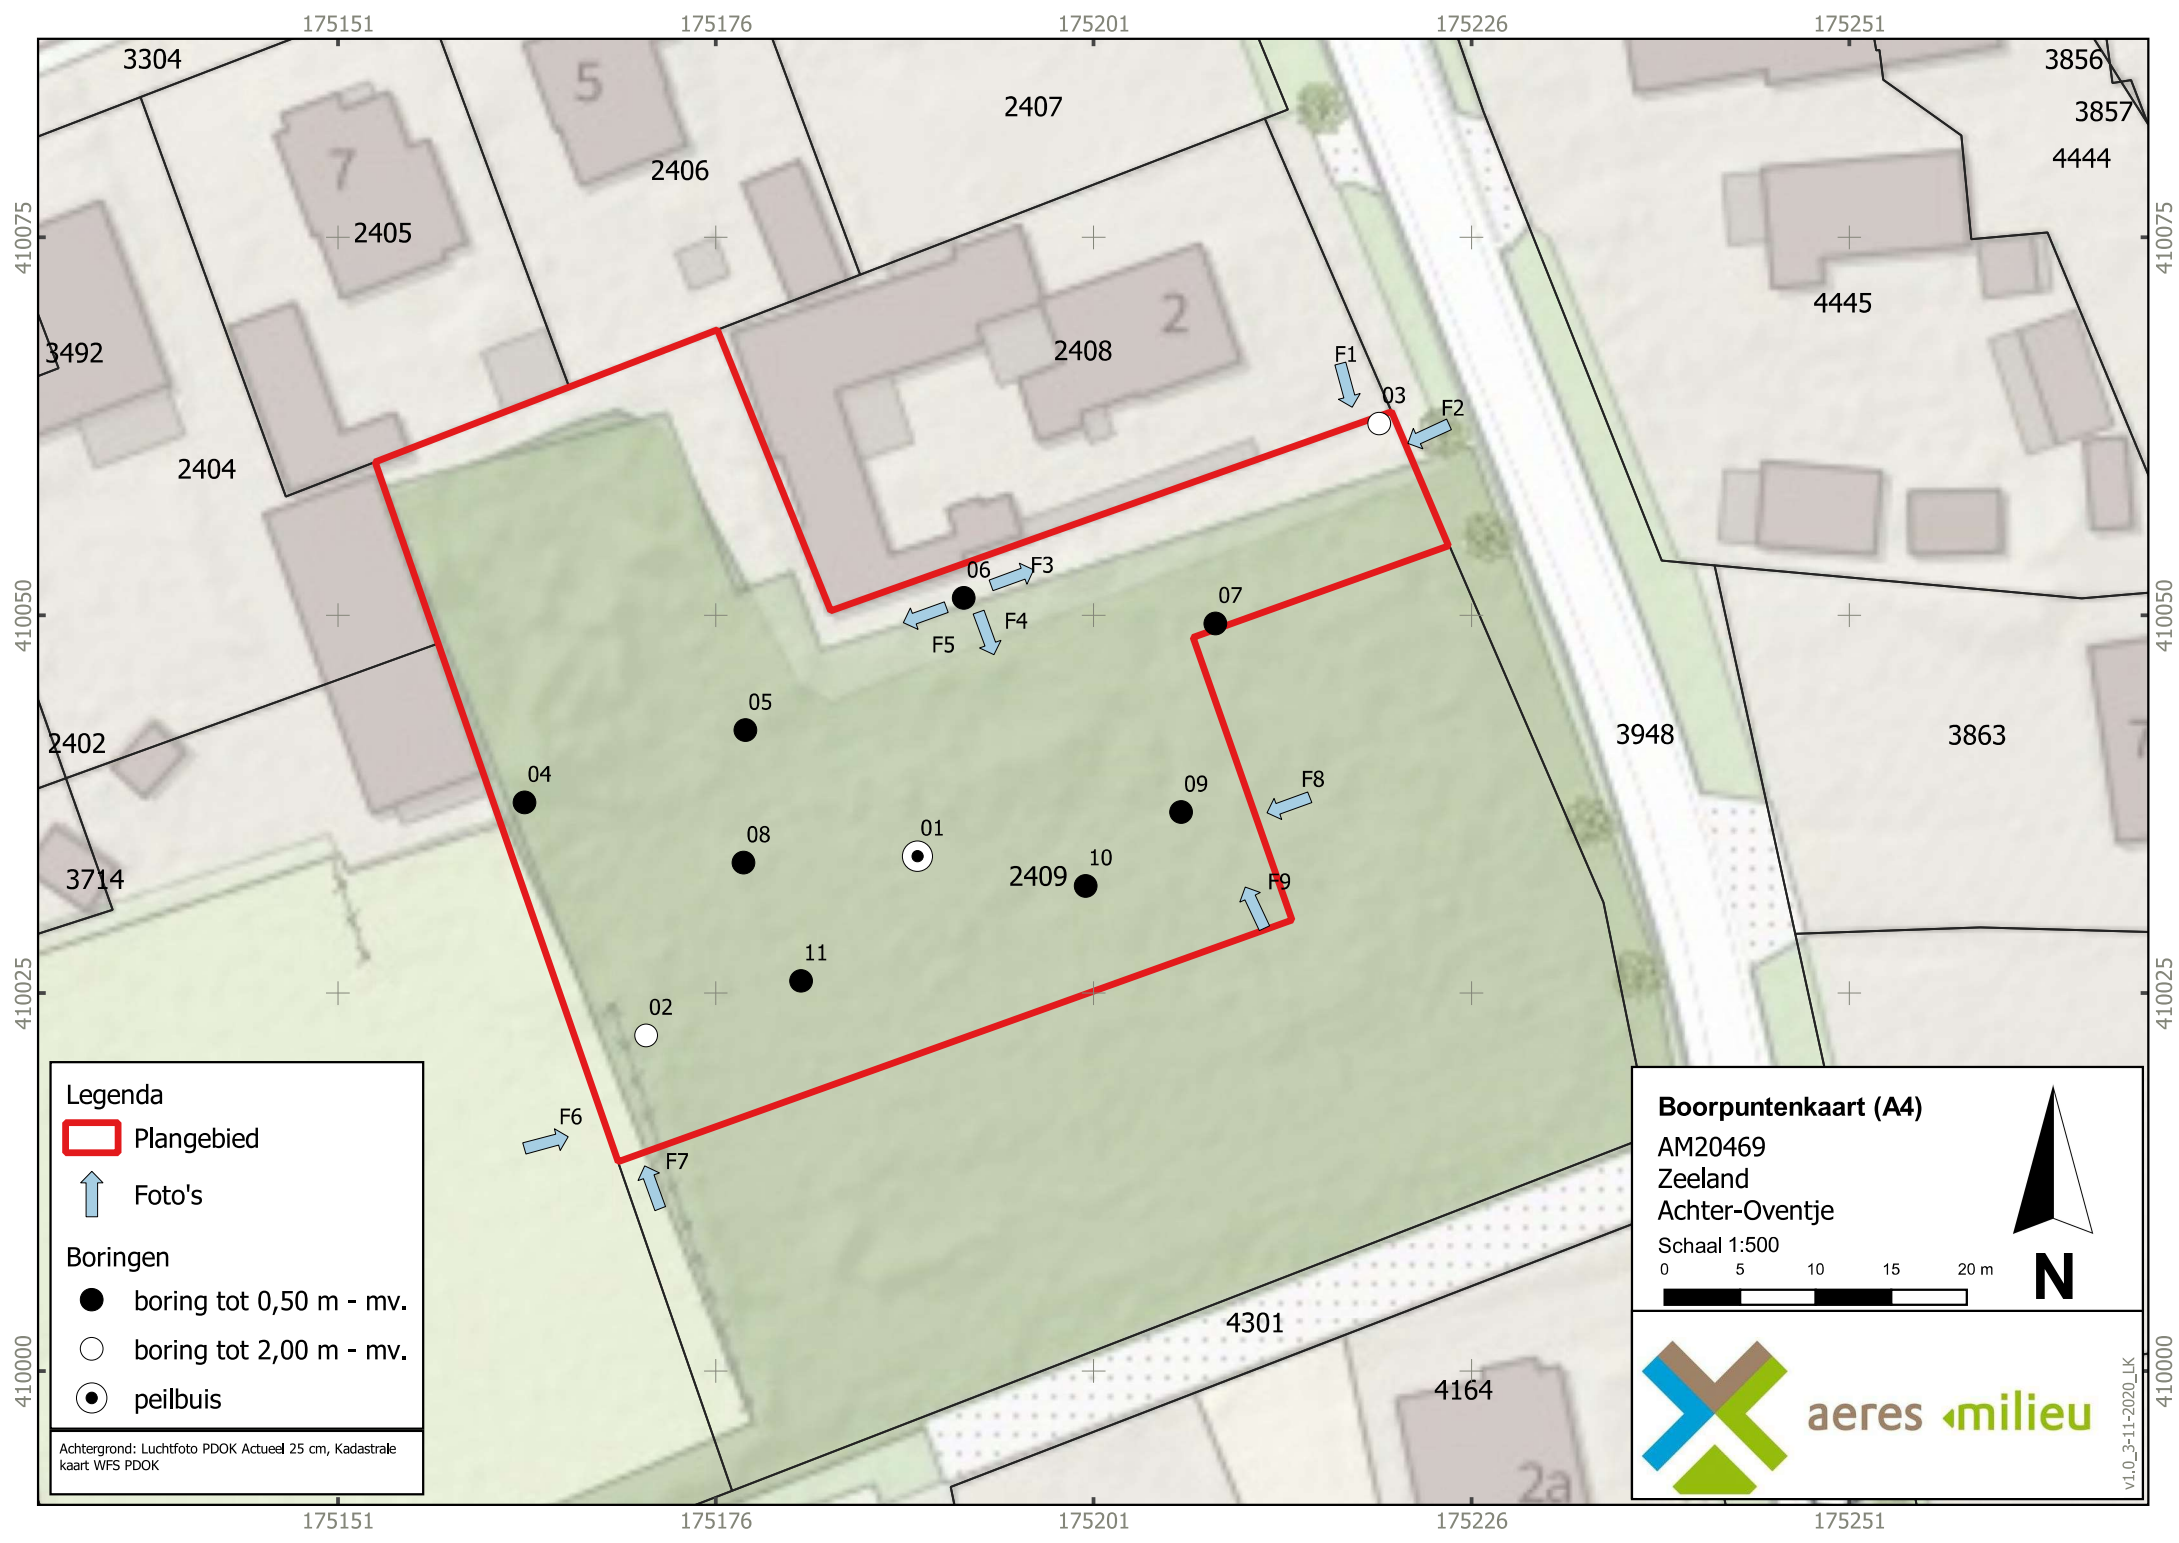 175151
175176
175201
175226
175251
3304
5
2407
3856
3857
4444
7
2406
2405
410075
410075
2
4445
3492
2408
F1
03
F2
2404
06
F3
07
F4
F5
410050
410050
05
2402
3948
3863
7
04
F8
09
08
01
10
2409
F9
3714
11
02
410025
410025
F6
F7
4301
4164
2a
410000
410000
Legenda
Plangebied
Foto's
Boringen
boring tot 0,50 m - mv.
boring tot 2,00 m - mv.
peilbuis
Achtergrond: Luchtfoto PDOK Actueel 25 cm, Kadastrale
kaart WFS PDOK
Boorpuntenkaart (A4)
AM20469
Zeeland
Achter-Oventje
Schaal 1:500
0 5 10 15 20 m
N
aeres milieu
v1.0_3-11-2020_LK
175151
175176
175201
175226
175251